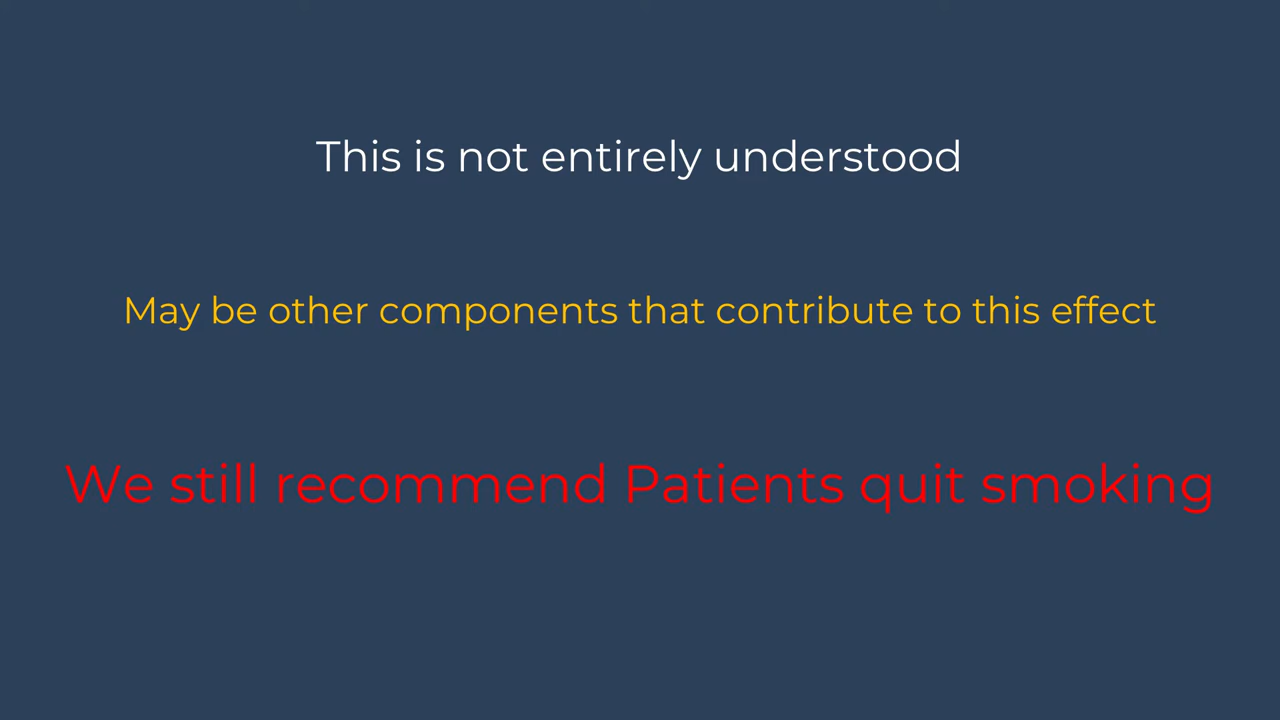 This is not entirely understood
May be other components that contribute to this effect
We still recommend Patients quit smoking